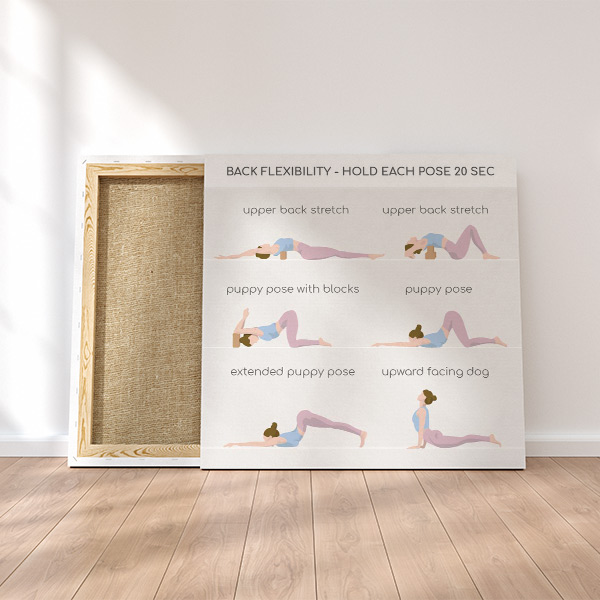 BACK FLEXIBILITY - HOLD EACH POSE 20 SEC
upper back stretch
upper back stretch
puppy pose with blocks
puppy pose
extended puppy pose
upward facing dog